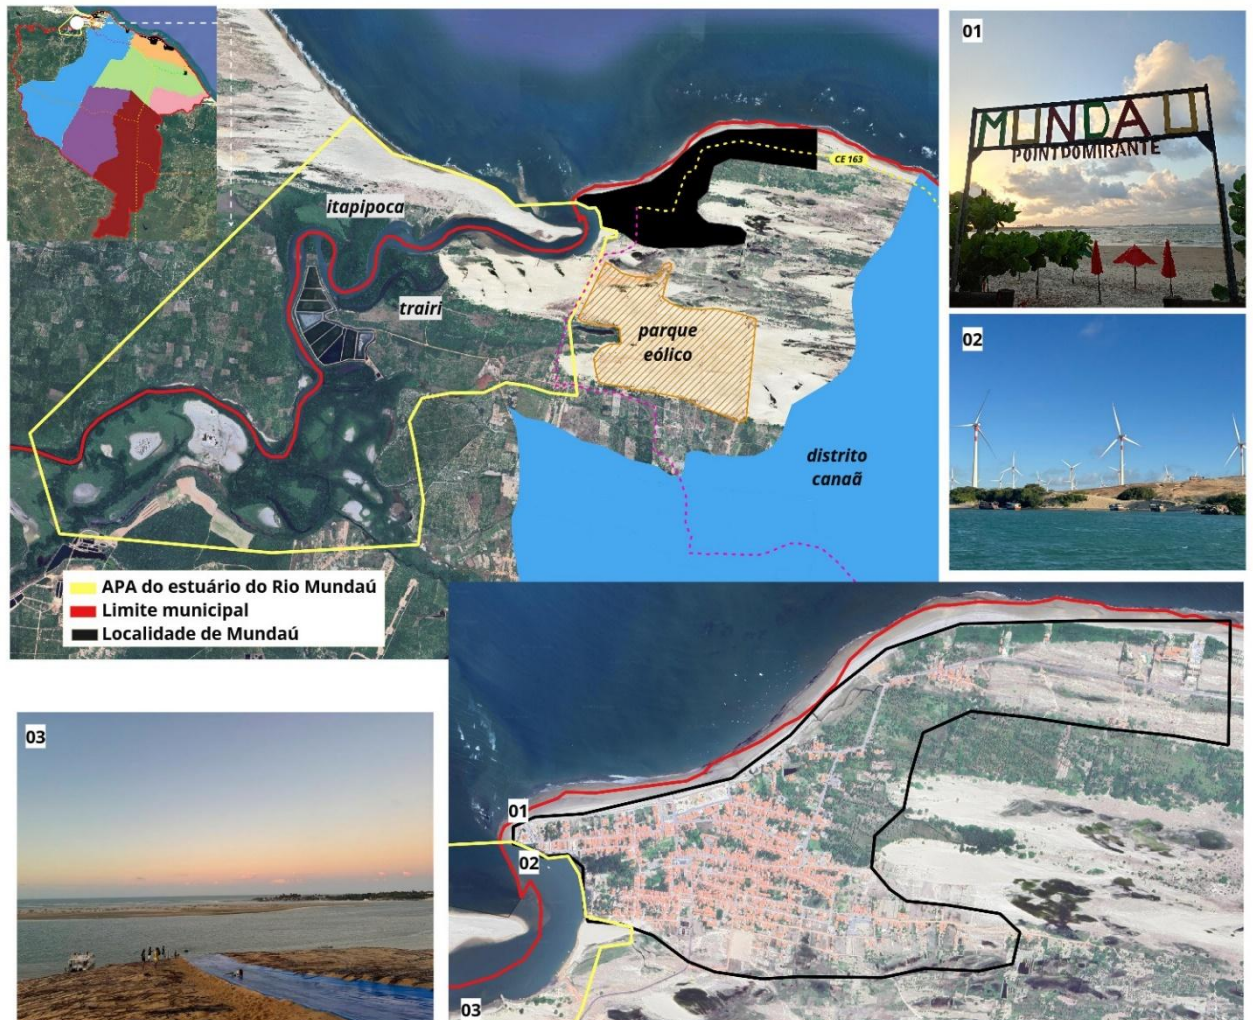 itapipoca
trairi
CE 163
parque
eólico
distrito
canaã
APA do estuário do Rio Mundaú
Limite municipal
Localidade de Mundaú
01
MUNDAU
POINTDOMIRANTE
02
03
01
02
03